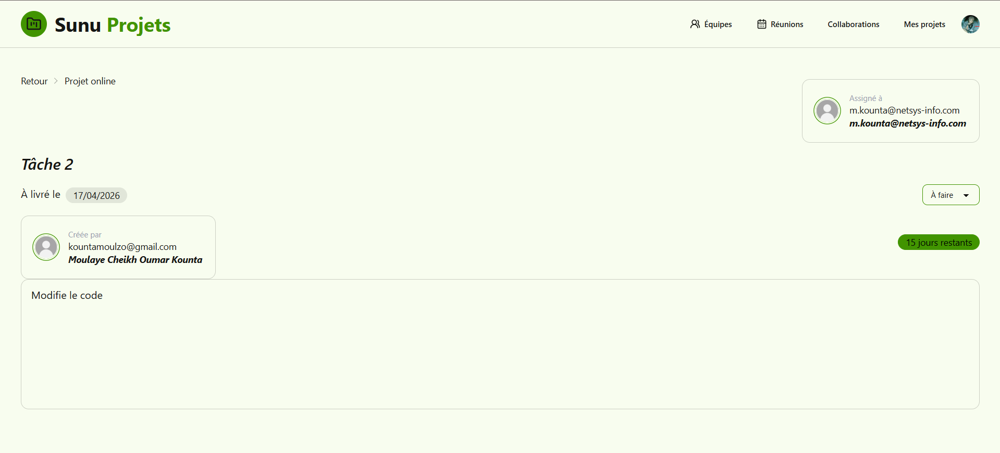 Sunu Projets
Équipes
Réunions
Collaborations
Mes projets
Retour
Projet online
Assigné à
m.kounta@netsys-info.com
m.kounta@netsys-info.com
Tâche 2
À livré le 17/04/2026
À faire
Créée par
kountamoulzo@gmail.com
Moulaye Cheikh Oumar Kounta
15 jours restants
Modifie le code